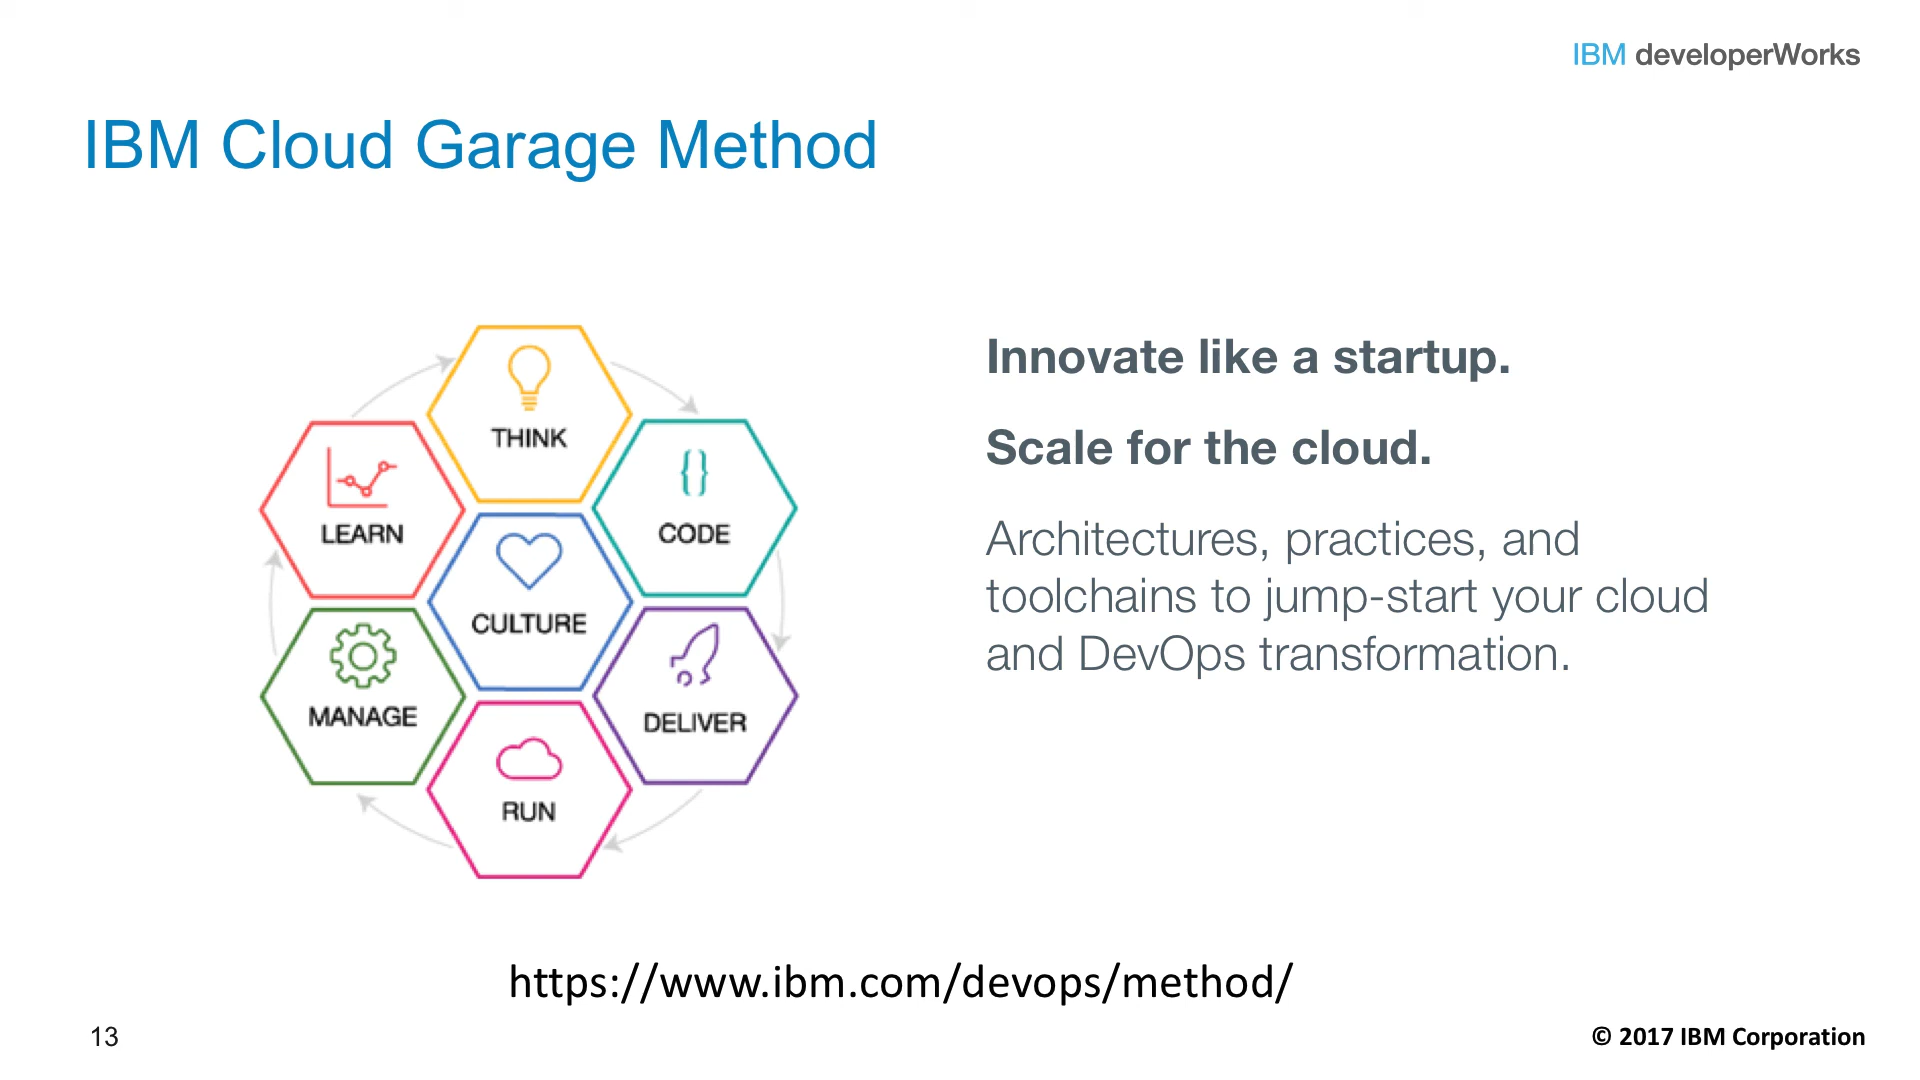 IBM developerWorks
IBM Cloud Garage Method
THINK
LEARN
CODE
CULTURE
MANAGE
DELIVER
RUN
Innovate like a startup.
Scale for the cloud.
Architectures, practices, and
toolchains to jump-start your cloud
and DevOps transformation.
https://www.ibm.com/devops/method/
13
© 2017 IBM Corporation